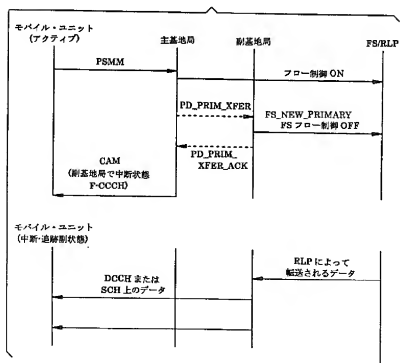 モバイル・ユニット
(アクティブ)
主基地局
副基地局
FS/RLP
PSMM
フロー制御 ON
PD_PRIM_XFER
FS_NEW_PRIMARY
FS フロー制御 OFF
PD_PRIM_
XFER_ACK
CAM
(副基地局で中断状態
F-CCCH)
モバイル・ユニット
(中断・追跡副状態)
DCCH または
SCH 上のデータ
RLP によって
転送されるデータ